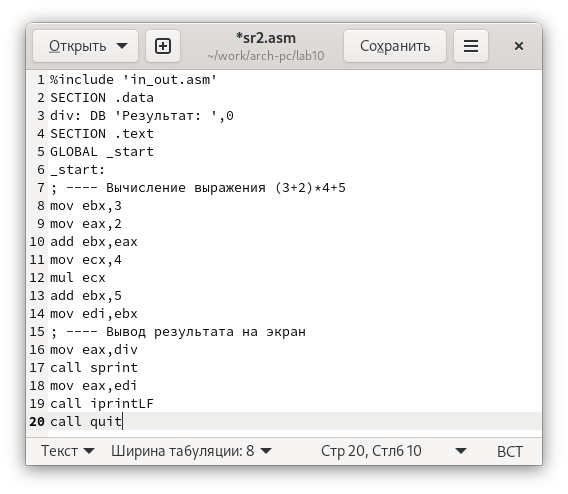 Открыть
*sr2.asm
~/work/arch-pc/lab10
Сохранить
1 %include 'in_out.asm'
2 SECTION .data
3 div: DB 'Результат: ',0
4 SECTION .text
5 GLOBAL _start
6 _start:
7 ; ---- Вычисление выражения (3+2)*4+5
8 mov ebx,3
9 mov eax,2
10 add ebx,eax
11 mov ecx,4
12 mul ecx
13 add ebx,5
14 mov edi,ebx
15 ; ---- Вывод результата на экран
16 mov eax,div
17 call sprint
18 mov eax,edi
19 call iprintLF
20 call quit
Текст Ширина табуляции: 8 Стр 20, Стлб 10 ВСТ